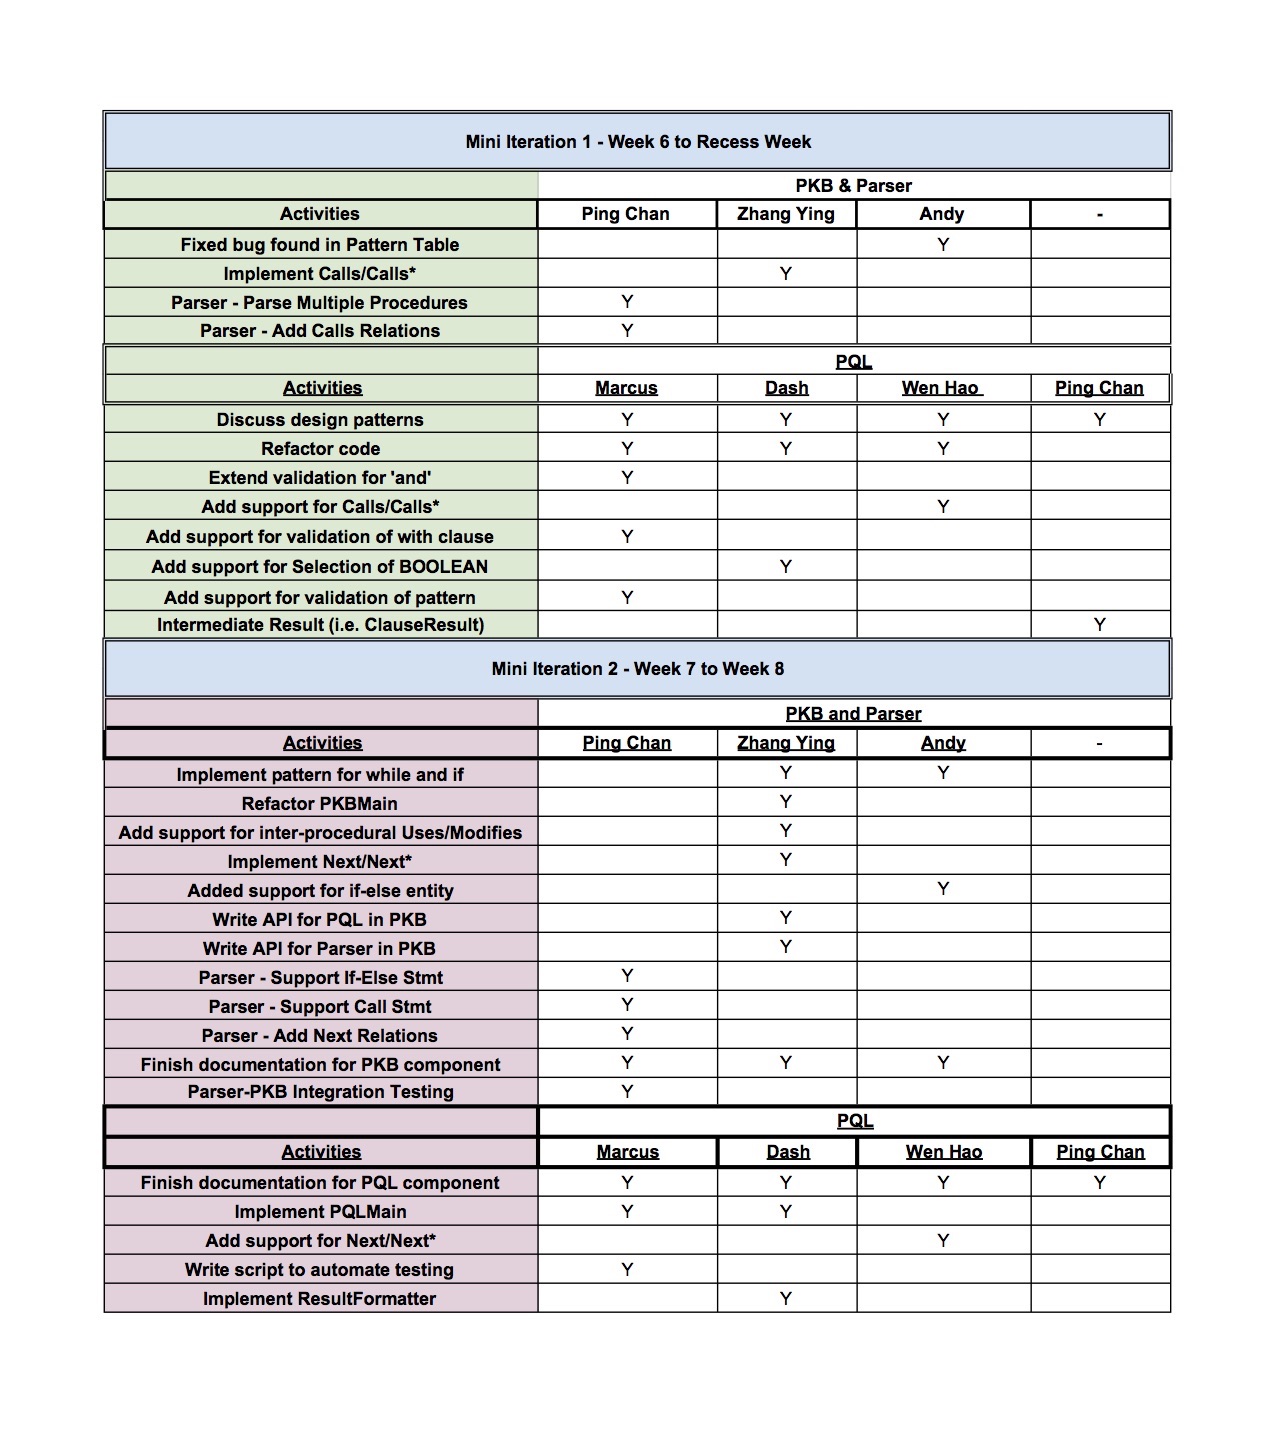 Mini Iteration 1 - Week 6 to Recess Week
PKB & Parser
Activities Ping Chan Zhang Ying Andy -
Fixed bug found in Pattern Table Y
Implement Calls/Calls* Y
Parser - Parse Multiple Procedures Y
Parser - Add Calls Relations Y
PQL
Activities Marcus Dash Wen Hao Ping Chan
Discuss design patterns Y Y Y Y
Refactor code Y Y Y
Extend validation for 'and' Y
Add support for Calls/Calls* Y
Add support for validation of with clause Y
Add support for Selection of BOOLEAN Y
Add support for validation of pattern Y
Intermediate Result (i.e. ClauseResult) Y
Mini Iteration 2 - Week 7 to Week 8
PKB and Parser
Activities Ping Chan Zhang Ying Andy -
Implement pattern for while and if Y Y
Refactor PKBMain Y
Add support for inter-procedural Uses/Modifies Y
Implement Next/Next* Y
Added support for if-else entity Y
Write API for PQL in PKB Y
Write API for Parser in PKB Y
Parser - Support If-Else Stmt Y
Parser - Support Call Stmt Y
Parser - Add Next Relations Y
Finish documentation for PKB component Y Y Y
Parser-PKB Integration Testing Y
PQL
Activities Marcus Dash Wen Hao Ping Chan
Finish documentation for PQL component Y Y Y Y
Implement PQLMain Y Y
Add support for Next/Next* Y
Write script to automate testing Y
Implement ResultFormatter Y